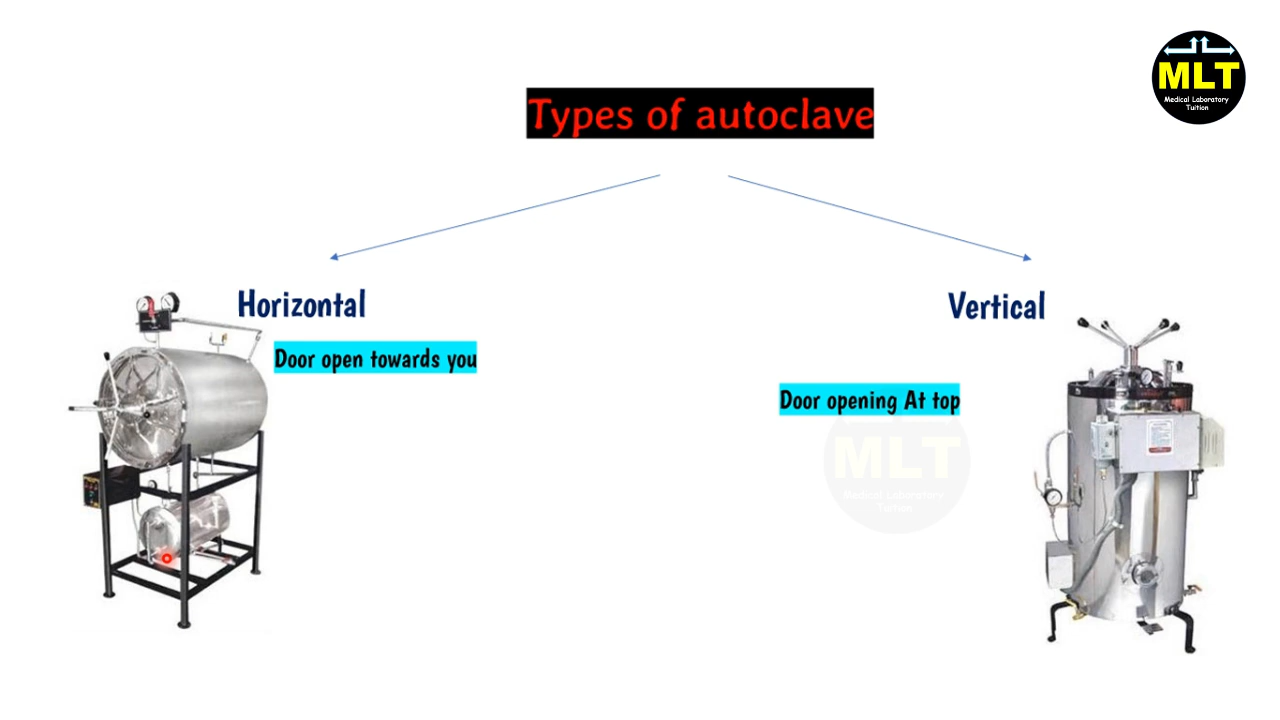 MLT
Medical Laboratory
Tuition
Types of autoclave
Horizontal
Vertical
Door open towards you
Door opening At top
MLT
Medical Laboratory
Tuition